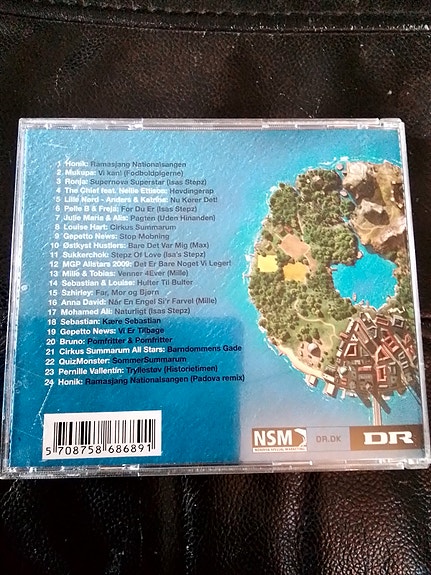 1 Honik: Ramasjang Nationalsangen
2 Mukupa: Vi kan! (Fodboldpigerne)
3 Ronja: Supernova Superstar (Isas Stepz)
4 The Chief feat. Nellie Ettison: Høvdingerap
5 Lille Nørd - Anders & Katrine: Nu Kører Det!
6 Pelle B & Freja: For Du Er (Isas Stepz)
7 Julie Maria & Alis: Pagten (Uden Hinanden)
8 Louise Hart: Cirkus Summarum
9 Gepetto News: Stop Mobning
10 Østkyst Hustlers: Bare Det Var Mig (Max)
11 Sukkerchok: Stepz Of Love (Isa's Stepz)
12 MGP Allstars 2009: Det Er Bare Noget Vi Leger!
13 Mille & Tobias: Venner 4Ever (Mille)
14 Sebastian & Louise: Hulter Til Bulter
15 Szhirley: Far, Mor og Bjørn
16 Anna David: Når En Engel Si'r Farvel (Mille)
17 Mohamed Ali: Naturligt (Isas Stepz)
18 Sebastian: Kære Sebastian
19 Gepetto News: Vi Er Tilbage
20 Bruno: Pomfritter & Pomfritter
21 Cirkus Summarum All Stars: Barndommens Gade
22 QuizMonster: SommerSummarum
23 Pernille Vallentin: Tryllestøv (Historietimen)
24 Honik: Ramasjang Nationalsangen (Padova remix)
5 708758 686891
NSM
DR.DK
DR